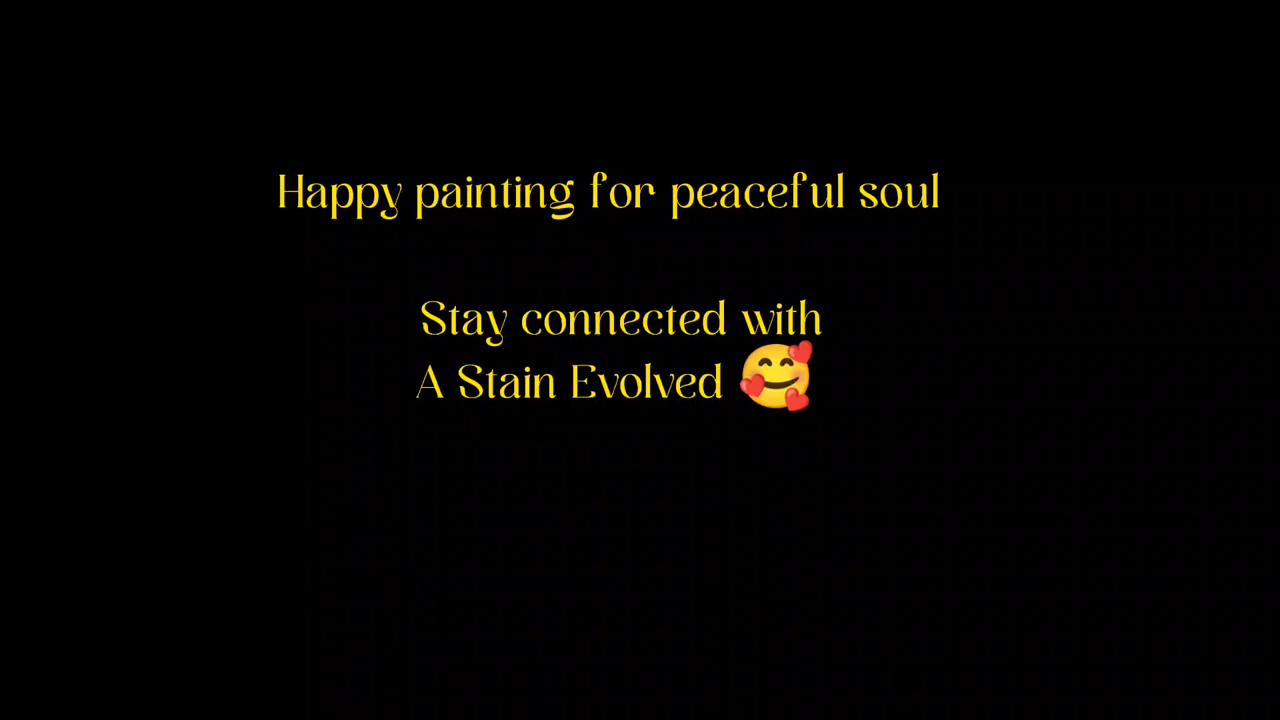 Happy painting for peaceful soul
Stay connected with
A Stain Evolved 🥰